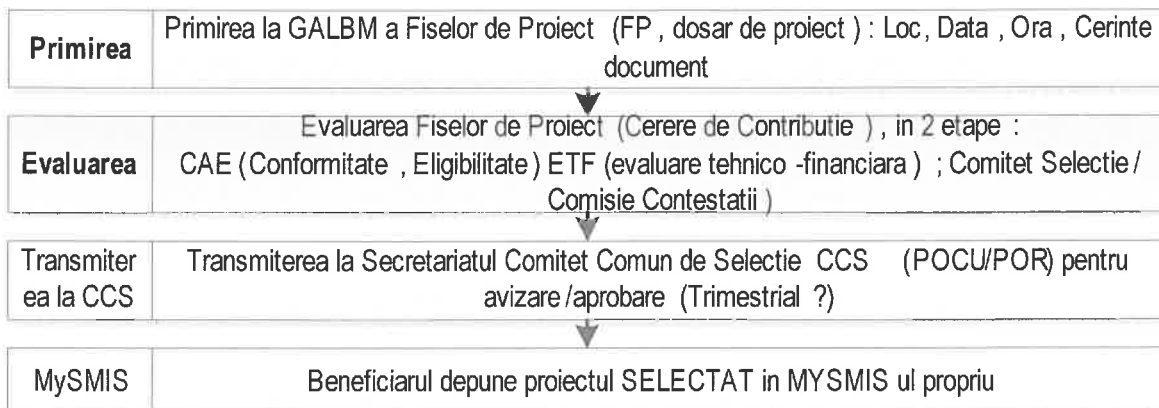 Primirea
Primirea la GALBM a Fiselor de Proiect (FP , dosar de proiect ) : Loc, Data , Ora , Cerinte
document
Evaluarea
Evaluarea Fiselor de Proiect (Cerere de Contributie ) , in 2 etape :
CAE (Conformitate , Eligibilitate) ETF (evaluare tehnico -financiara ) ; Comitet Selectie /
Comisie Contestatii )
Transmiter
ea la CCS
Transmiterea la Secretariatul Comitet Comun de Selectie CCS (POCU/POR) pentru
avizare /aprobare (Trimestrial ?)
MySMIS
Beneficiarul depune proiectul SELECTAT in MYSMIS ul propriu